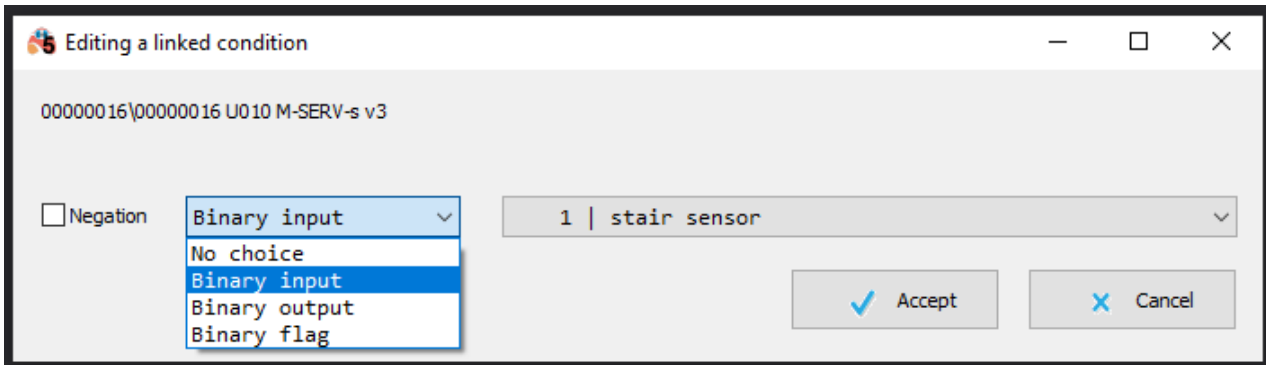 5 Editing a linked condition
00000016\00000016 U010 M-SERV-s v3
Negation Binary input 1 | stair sensor
No choice
Binary input
Binary output
Binary flag
Accept Cancel